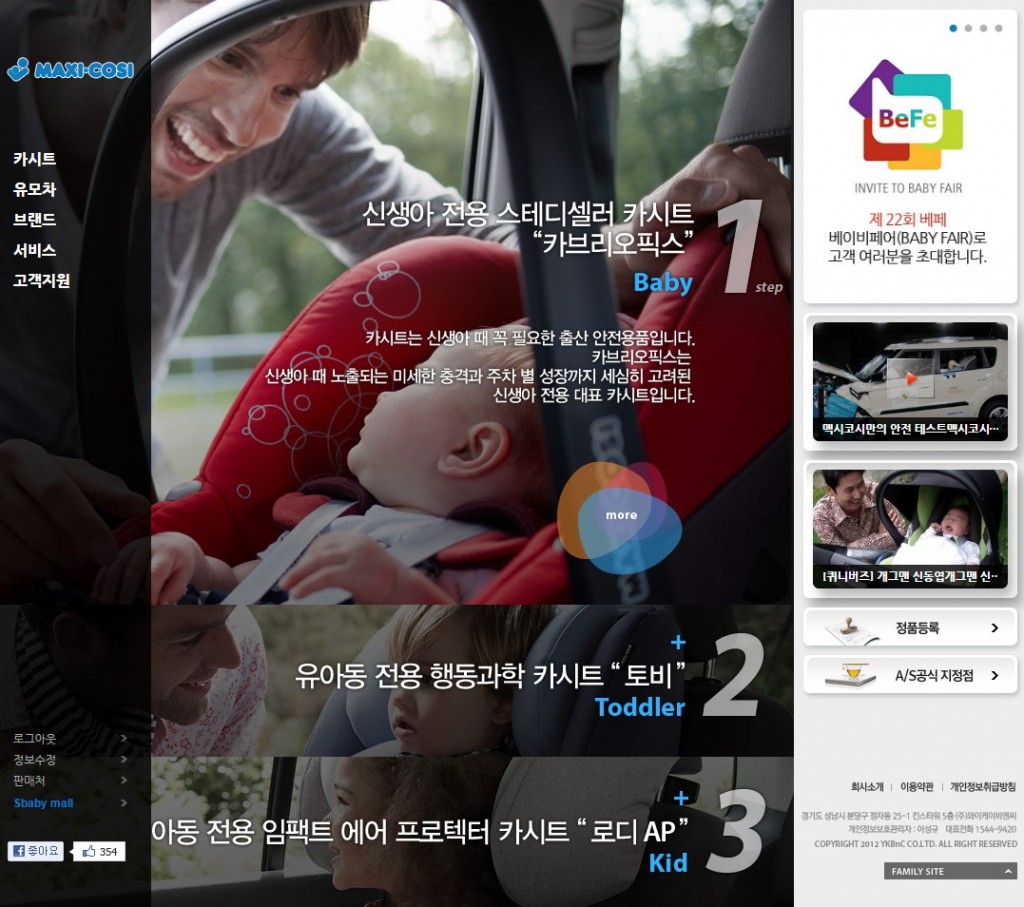 MAXI-COSI
카시트
유모차
브랜드
서비스
고객지원
신생아 전용 스테디셀러 카시트
“카브리오픽스”
Baby
1
step
카시트는 신생아 때 꼭 필요한 출산 안전용품입니다.
카브리오픽스는
신생아 때 노출되는 미세한 충격과 주차 별 성장까지 세심히 고려된
신생아 전용 대표 카시트입니다.
more
+
유아동 전용 행동과학 카시트 “ 토비 ”
Toddler
2
+
아동 전용 임팩트 에어 프로텍터 카시트 “ 로디 AP ”
Kid
3
로그아웃
정보수정
판매처
Sbaby mall
좋아요 354
BeFe
INVITE TO BABY FAIR
제 22회 베페
베이비페어(BABY FAIR)로
고객 여러분을 초대합니다.
맥시코시만의 안전 테스트맥시코시···
[퀴니버즈] 개그맨 신동엽개그맨 신···
정품등록
A/S공식 지정점
회사소개 | 이용약관 | 개인정보취급방침
경기도 성남시 분당구 정자동 25-1 킨스타워 5층 (주)와이케이비앤씨
개인정보보호관리자 : 이성규 대표전화 1544-9420
COPYRIGHT 2012 YKBnC CO.LTD. ALL RIGHT RESERVED
FAMILY SITE